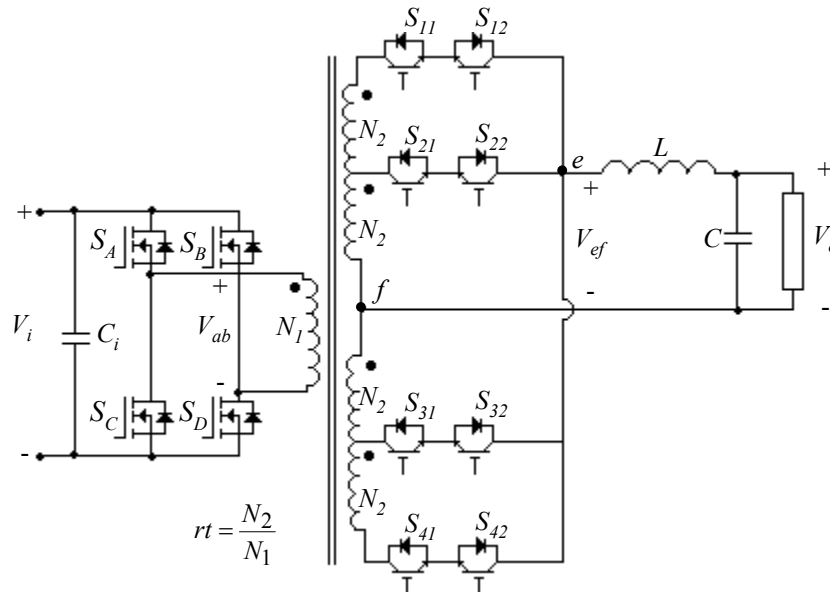 S11 S12
N2
S21 S22
e L
+ +
N2
+ Vef C
SA SB
+ f - -
Vi Ci Vab N1
-
N2 S31 S32
SC SD
-
N2
rt = N2/N1
S41 S42